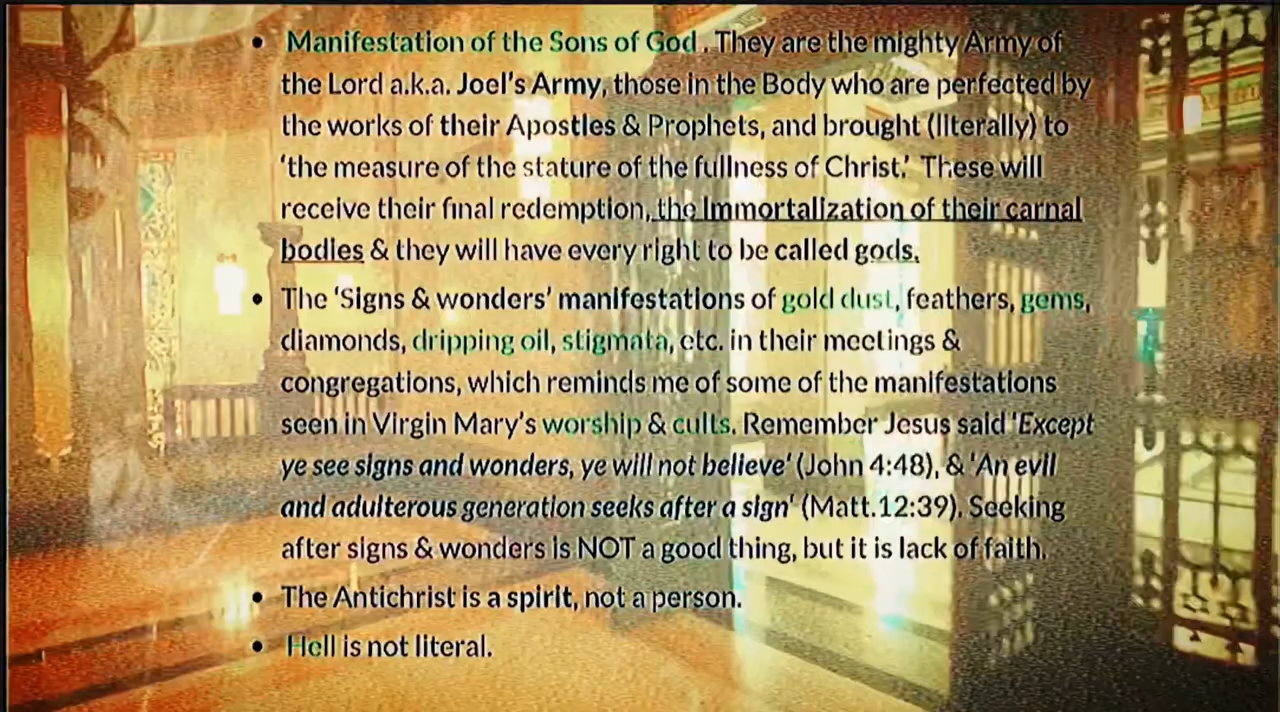 • Manifestation of the Sons of God . They are the mighty Army of
the Lord a.k.a. Joel's Army, those in the Body who are perfected by
the works of their Apostles & Prophets, and brought (literally) to
'the measure of the stature of the fullness of Christ.' These will
receive their final redemption, the Immortalization of their carnal
bodies & they will have every right to be called gods.
• The 'Signs & wonders' manifestations of gold dust, feathers, gems,
diamonds, dripping oil, stigmata, etc. in their meetings &
congregations, which reminds me of some of the manifestations
seen in Virgin Mary's worship & cults. Remember Jesus said 'Except
ye see signs and wonders, ye will not believe' (John 4:48), & 'An evil
and adulterous generation seeks after a sign' (Matt.12:39). Seeking
after signs & wonders is NOT a good thing, but it is lack of faith.
• The Antichrist is a spirit, not a person.
• Hell is not literal.